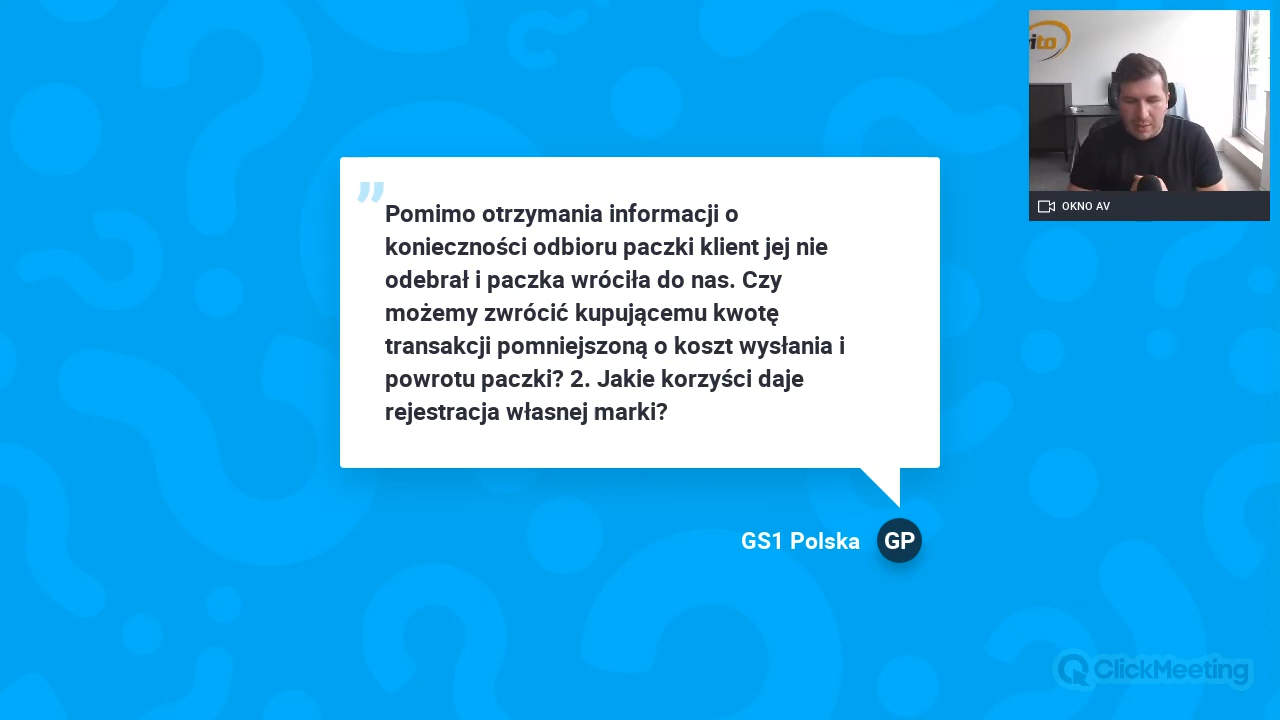 ito
OKNO AV
”
Pomimo otrzymania informacji o
konieczności odbioru paczki klient jej nie
odebrał i paczka wróciła do nas. Czy
możemy zwrócić kupującemu kwotę
transakcji pomniejszoną o koszt wysłania i
powrotu paczki? 2. Jakie korzyści daje
rejestracja własnej marki?
GS1 Polska
GP
ClickMeeting